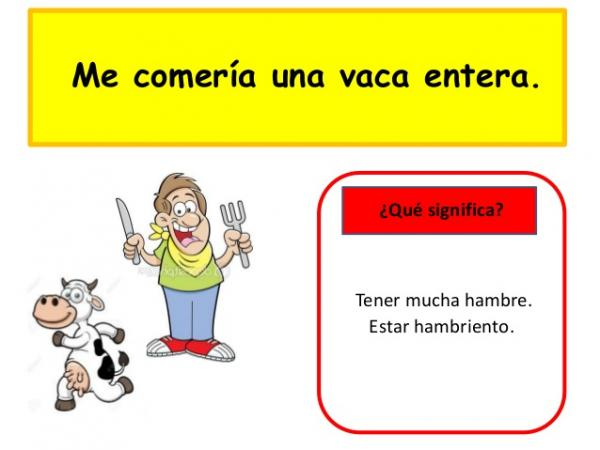 Me comería una vaca entera.
¿Qué significa?
Tener mucha hambre.
Estar hambriento.